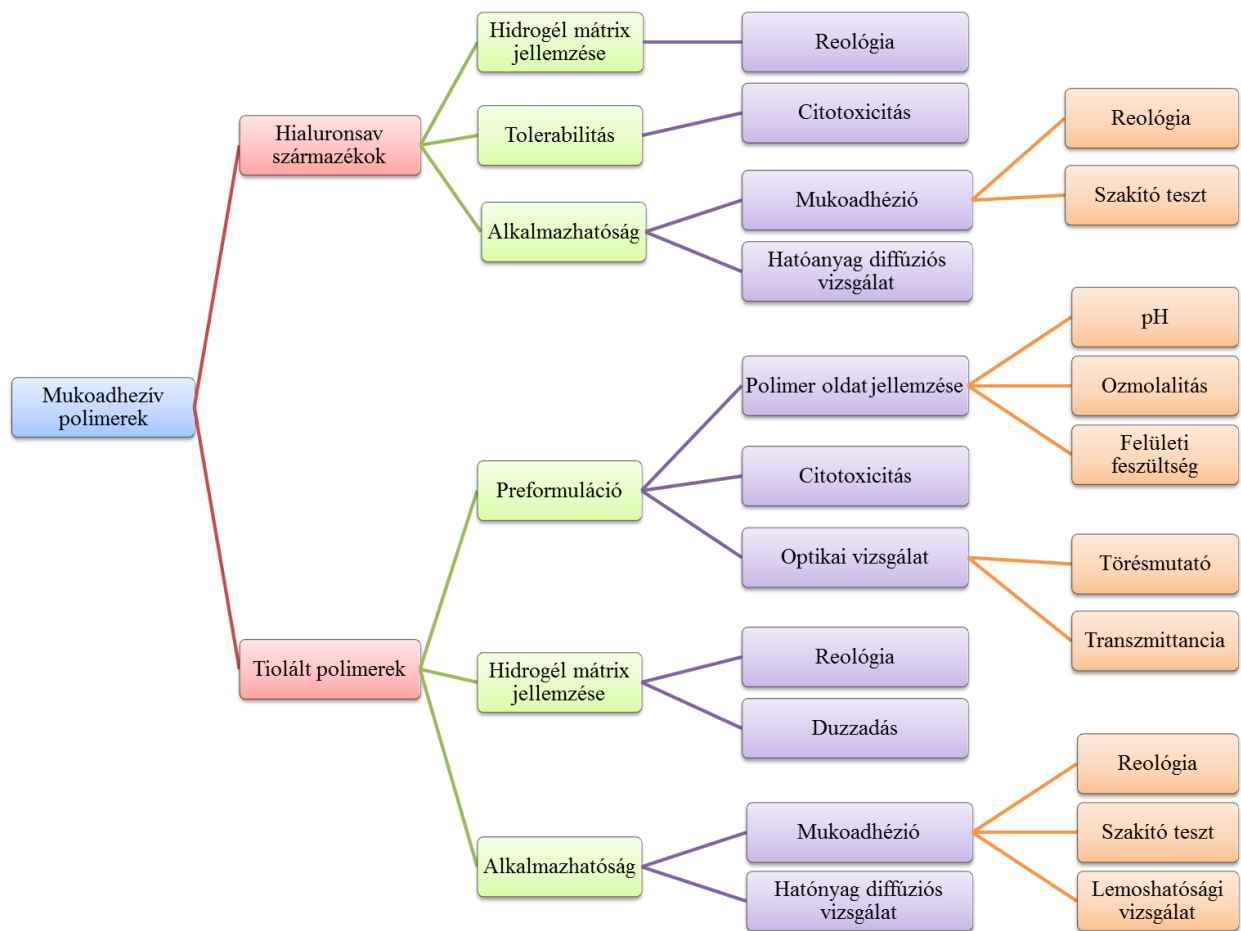 Mukoadhezív
polimerek
Hialuronsav
származékok
Hidrogél mátrix
jellemzése
Reológia
Tolerabilitás
Citotoxicitás
Alkalmazhatóság
Mukoadhézió
Reológia
Szakító teszt
Hatóanyag diffúziós
vizsgálat
Tiolált polimerek
Preformuláció
Polimer oldat jellemzése
pH
Ozmolalitás
Felületi
feszültség
Citotoxicitás
Optikai vizsgálat
Törésmutató
Transzmittancia
Hidrogél mátrix
jellemzése
Reológia
Duzzadás
Alkalmazhatóság
Mukoadhézió
Reológia
Szakító teszt
Lemoshatósági
vizsgálat
Hatónyag diffúziós
vizsgálat